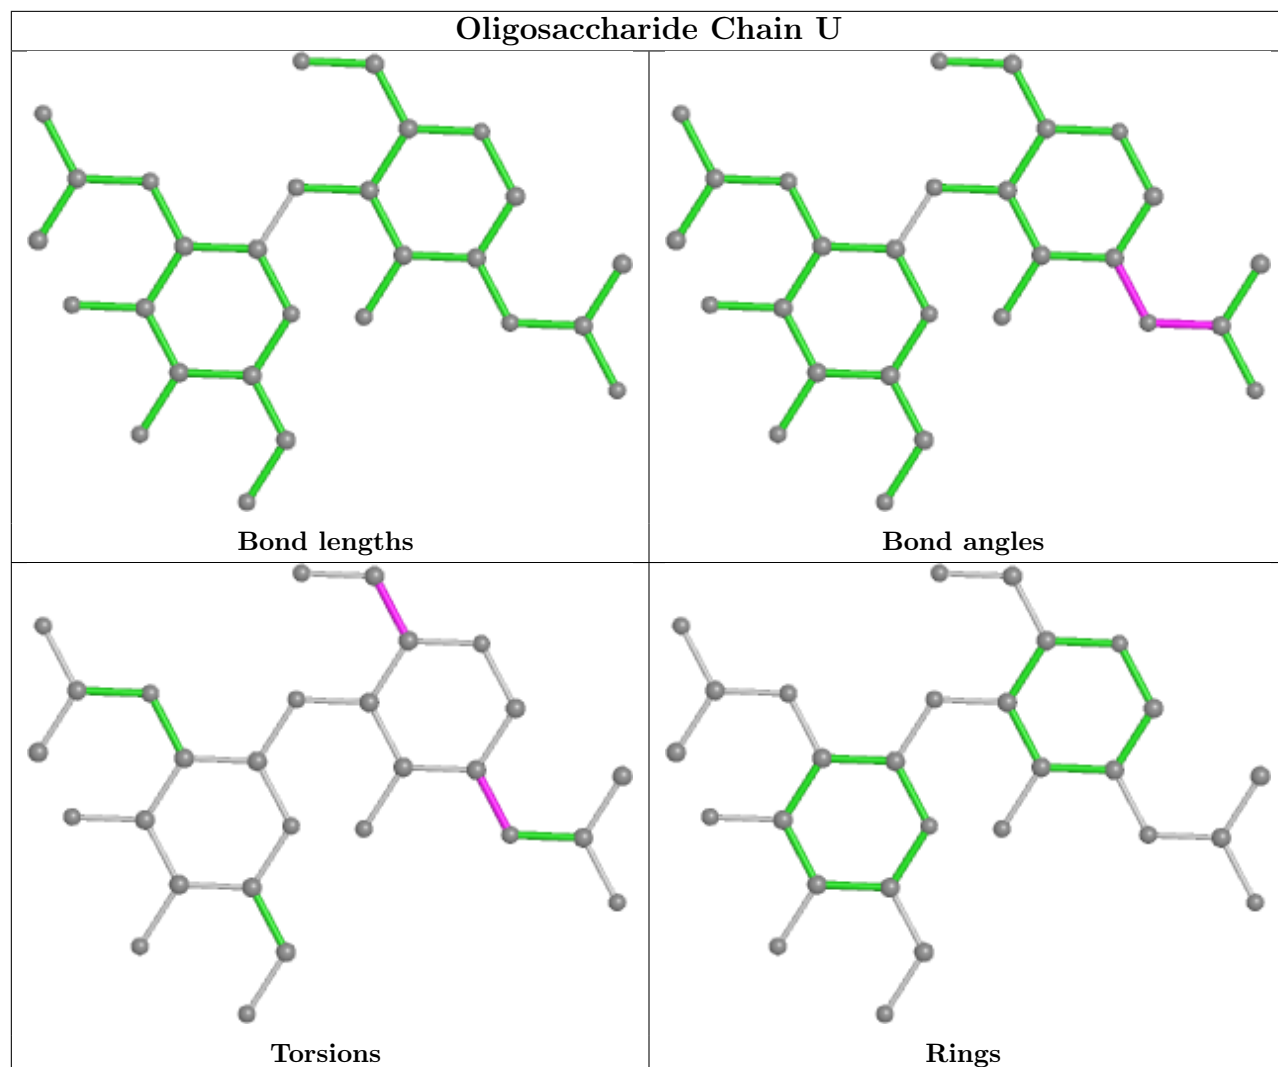 Oligosaccharide Chain U
Bond lengths
Bond angles
Torsions
Rings